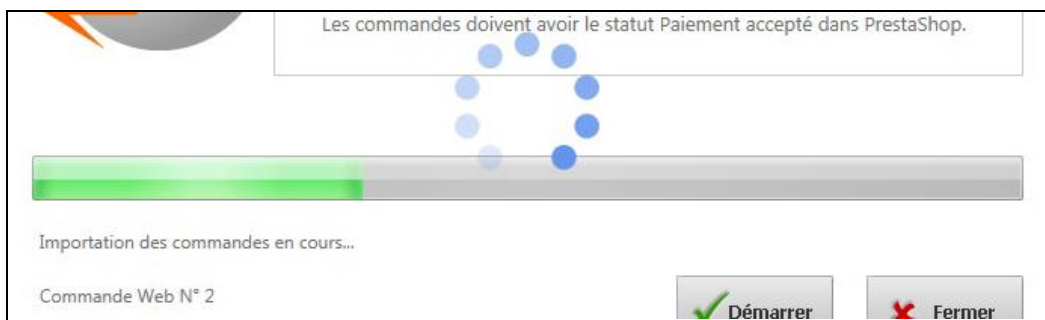 Les commandes doivent avoir le statut Paiement accepté dans PrestaShop.
Importation des commandes en cours...
Commande Web N° 2
Démarrer
Fermer